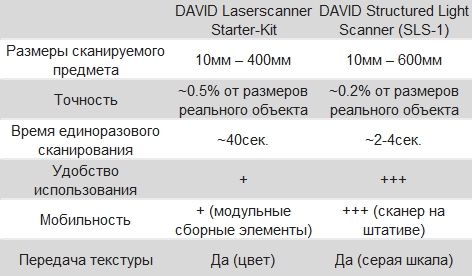 DAVID Laserscanner DAVID Structured Light
Starter-Kit Scanner (SLS-1)
Размеры сканируемого
предмета 10мм – 400мм 10мм – 600мм
Точность ~0.5% от размеров ~0.2% от размеров
реального объекта реального объекта
Время единоразового
сканирования ~40сек. ~2-4сек.
Удобство
использования + +++
Мобильность + (модульные +++ (сканер на
сборные элементы) штативе)
Передача текстуры Да (цвет) Да (серая шкала)